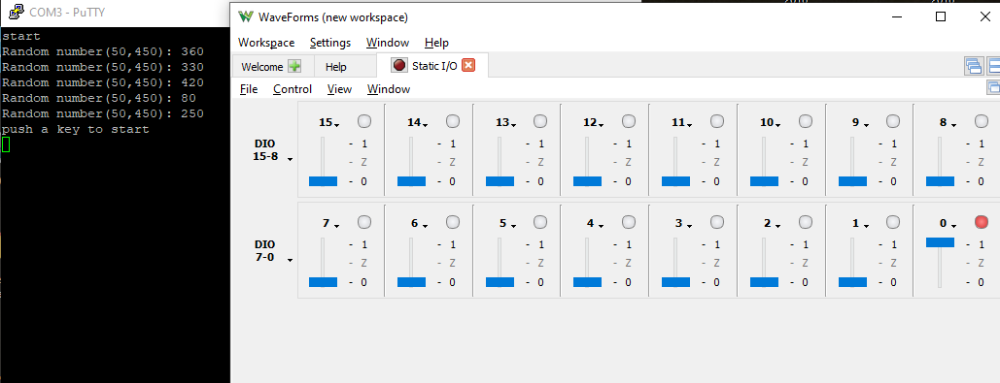 COM3 - PuTTY
start
Random number(50,450): 360
Random number(50,450): 330
Random number(50,450): 420
Random number(50,450): 80
Random number(50,450): 250
push a key to start
WaveForms (new workspace)
Workspace Settings Window Help
Welcome Help Static I/O
File Control View Window
DIO
15-8
15 14 13 12 11 10 9 8
- 1 - 1 - 1 - 1 - 1 - 1 - 1 - 1
- Z - Z - Z - Z - Z - Z - Z - Z
- 0 - 0 - 0 - 0 - 0 - 0 - 0 - 0
DIO
7-0
7 6 5 4 3 2 1 0
- 1 - 1 - 1 - 1 - 1 - 1 - 1 - 1
- Z - Z - Z - Z - Z - Z - Z - Z
- 0 - 0 - 0 - 0 - 0 - 0 - 0 - 0